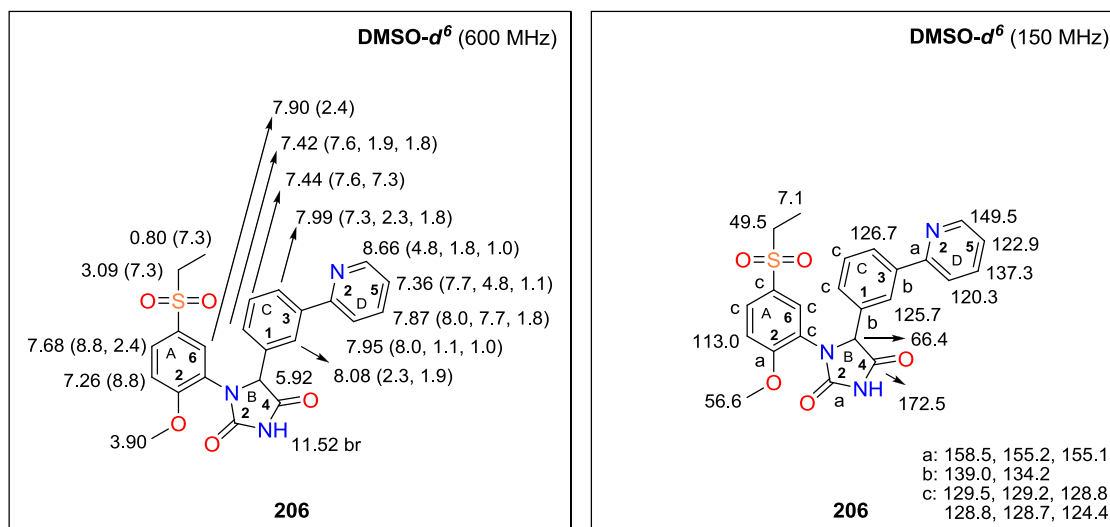 DMSO-d⁶ (600 MHz)
7.90 (2.4)
7.42 (7.6, 1.9, 1.8)
7.44 (7.6, 7.3)
7.99 (7.3, 2.3, 1.8)
0.80 (7.3)
8.66 (4.8, 1.8, 1.0)
3.09 (7.3)
N
2
5
D
7.36 (7.7, 4.8, 1.1)
O S O
C
3
7.87 (8.0, 7.7, 1.8)
7.68 (8.8, 2.4)
A
6
1
7.95 (8.0, 1.1, 1.0)
8.08 (2.3, 1.9)
7.26 (8.8)
2
5.92
N
B
4
O
2
O
3.90
O
NH
11.52 br
206
DMSO-d⁶ (150 MHz)
7.1
49.5
126.7
N
149.5
c
a
2
5
122.9
D
O S O
C
3
137.3
c
c
b
120.3
c
A
6
c
1
125.7
113.0
2
c
b
66.4
a
N
B
4
O
O
2
56.6
O
a
NH
172.5
a: 158.5, 155.2, 155.1
b: 139.0, 134.2
c: 129.5, 129.2, 128.8
128.8, 128.7, 124.4
206